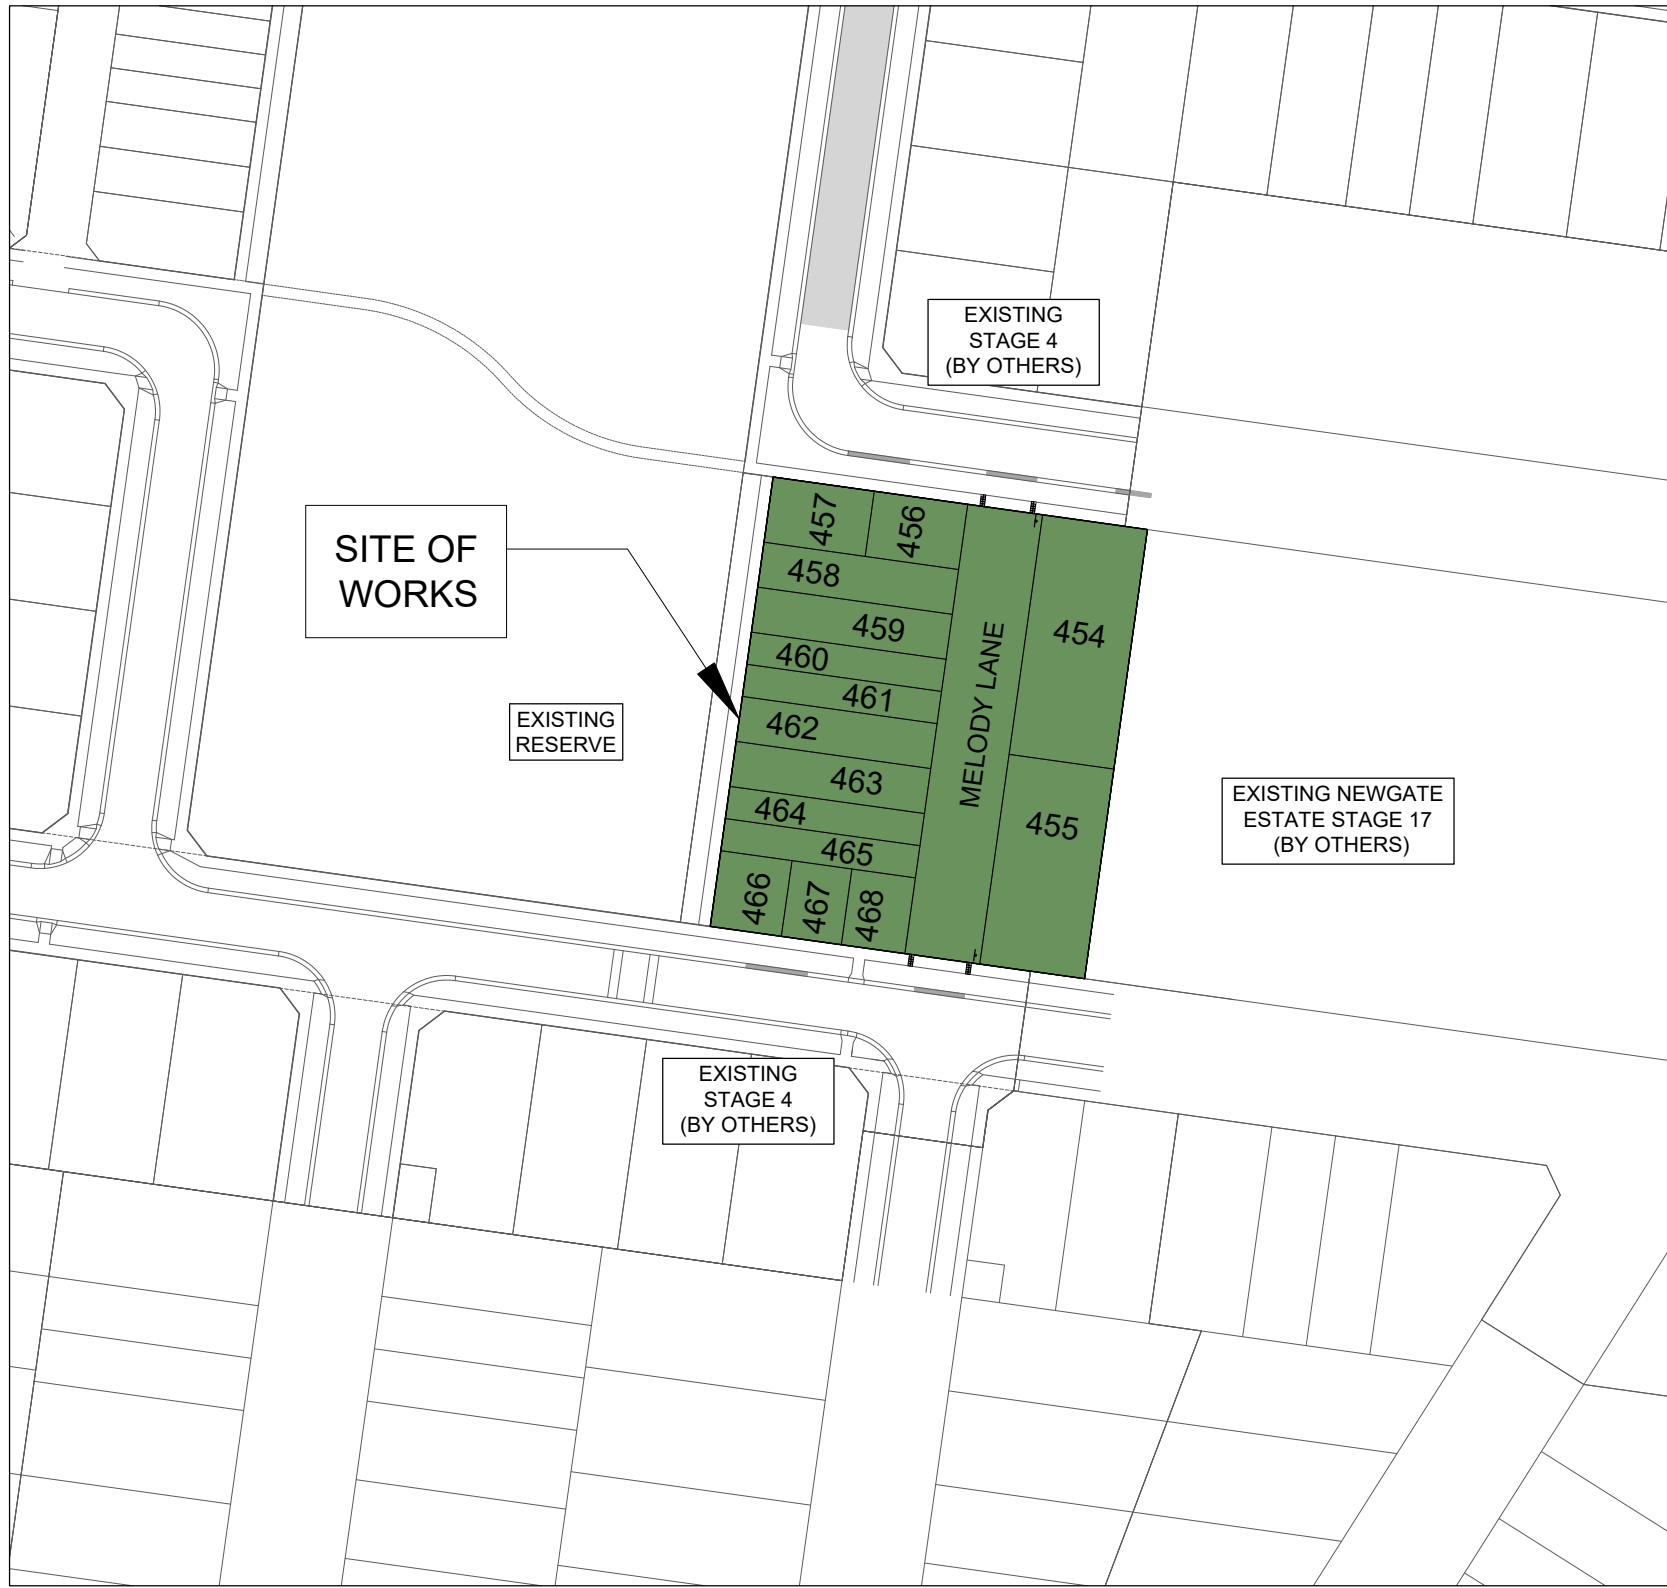 EXISTING
STAGE 4
(BY OTHERS)
SITE OF
WORKS
457
456
458
459
460
461
462
463
464
465
466
467
468
MELODY LANE
454
455
EXISTING
RESERVE
EXISTING NEWGATE
ESTATE STAGE 17
(BY OTHERS)
EXISTING
STAGE 4
(BY OTHERS)